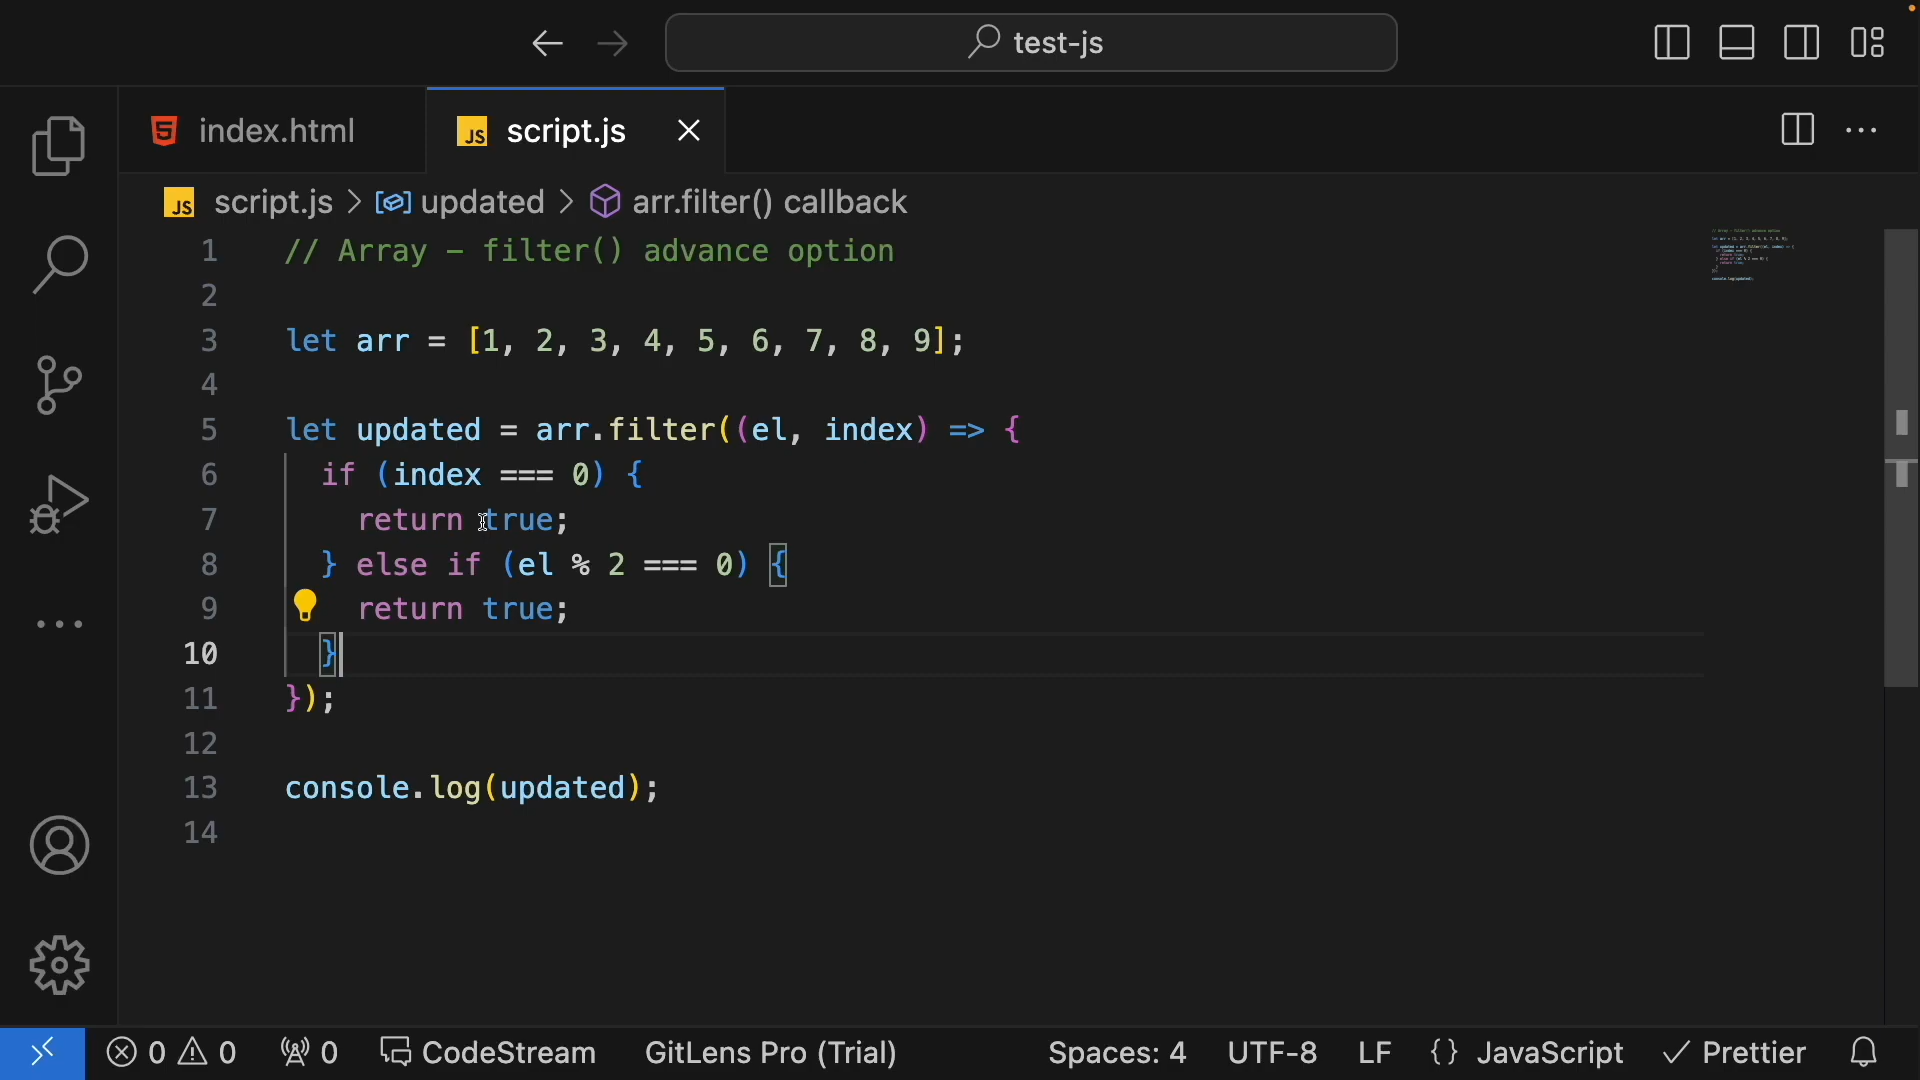 test-js
index.html
JS script.js
JS script.js > updated > arr.filter() callback
1 // Array – filter() advance option
2
3 let arr = [1, 2, 3, 4, 5, 6, 7, 8, 9];
4
5 let updated = arr.filter((el, index) => {
6 if (index === 0) {
7 return true;
8 } else if (el % 2 === 0) {
9 return true;
10 }
11 });
12
13 console.log(updated);
14
0 0 0 CodeStream GitLens Pro (Trial) Spaces: 4 UTF-8 LF {} JavaScript Prettier